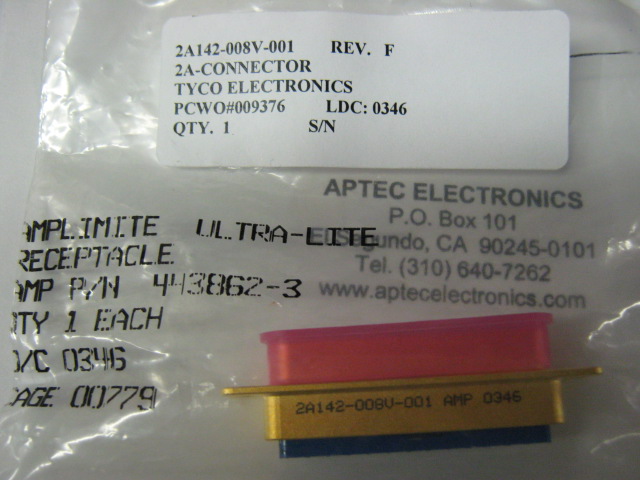 2A142-008V-001 REV. F
2A-CONNECTOR
TYCO ELECTRONICS
PCWO#009376 LDC: 0346
QTY. 1 S/N
APTEC ELECTRONICS
P.O. Box 101
El Segundo, CA 90245-0101
Tel. (310) 640-7262
www.aptecelectronics.com
AMPLIMITE ULTRA-LITE
RECEPTACLE
AMP P/N 443862-3
QTY 1 EACH
D/C 0346
CAGE 00779
2A142-008V-001 AMP 0346